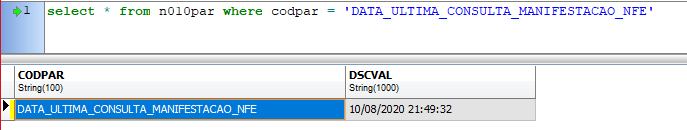 1 select * from n010par where codpar = 'DATA_ULTIMA_CONSULTA_MANIFESTACAO_NFE'
CODPAR DSCVAL
String(100) String(1000)
DATA_ULTIMA_CONSULTA_MANIFESTACAO_NFE 10/08/2020 21:49:32